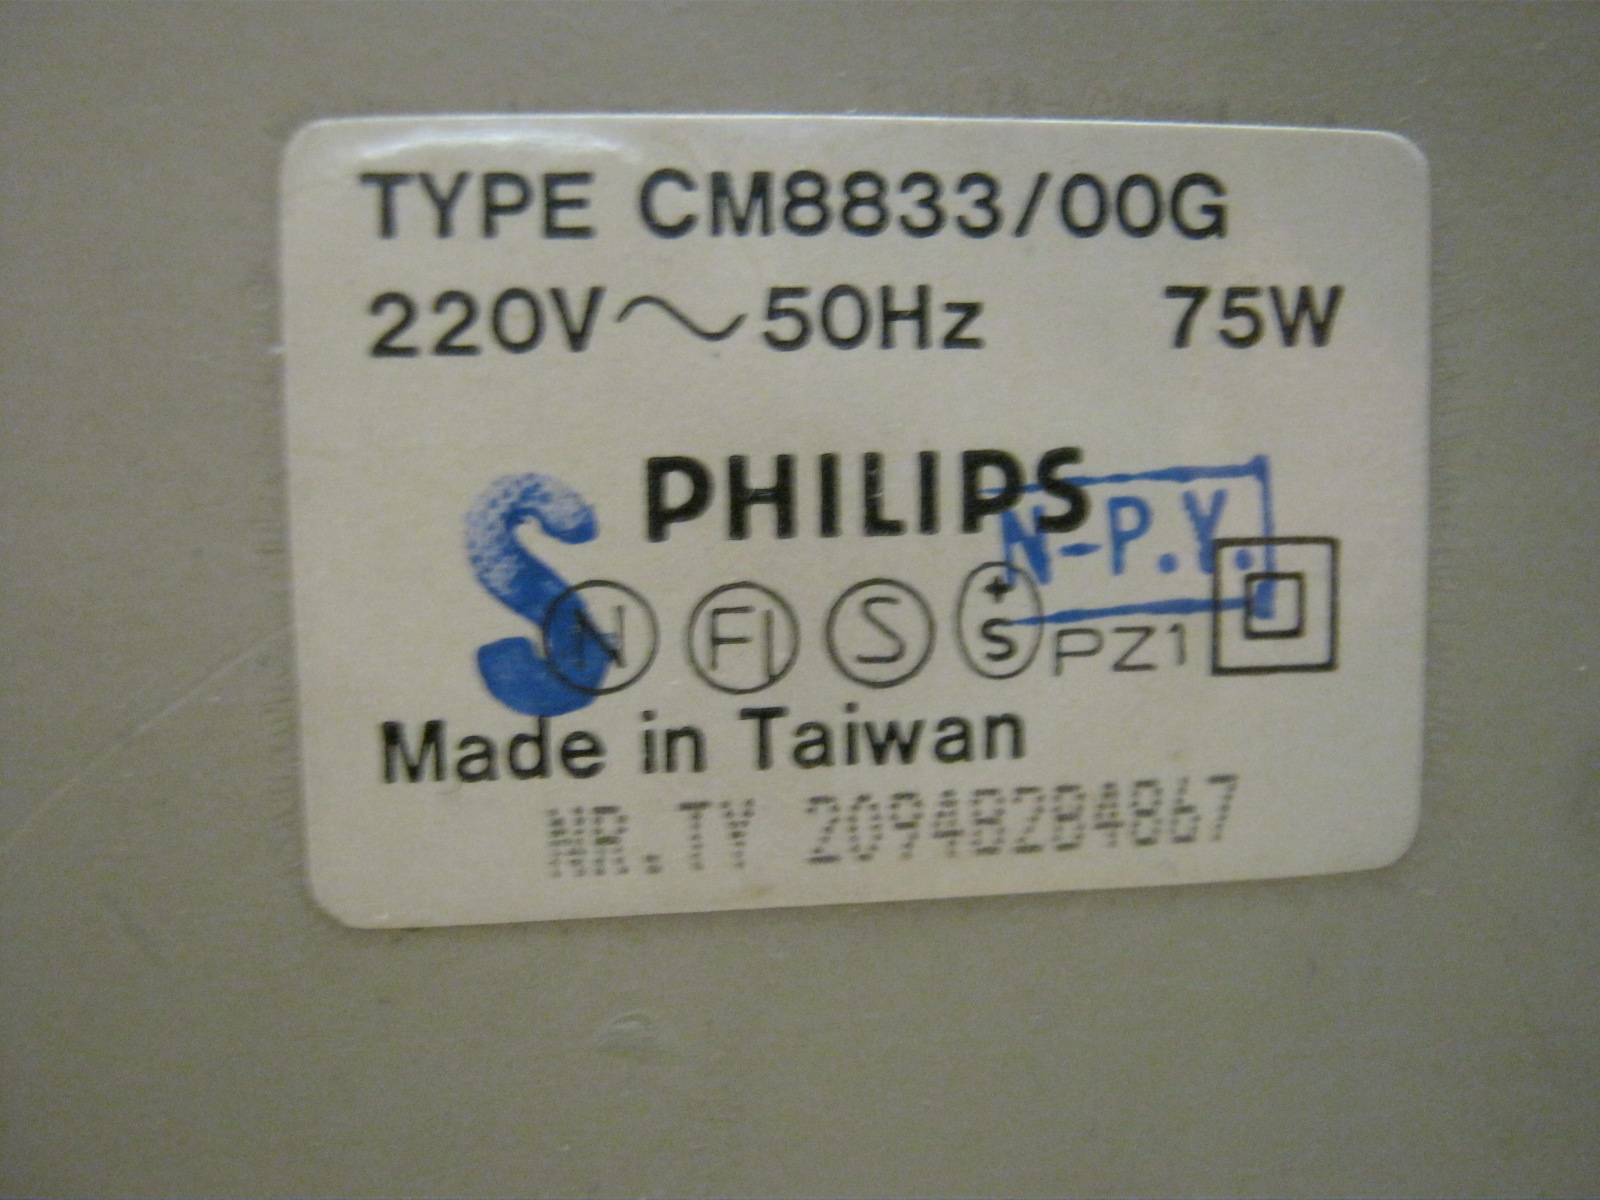 TYPE CM8833/00G
220V～50Hz 75W
PHILIPS
S
N-P.Y.
N FI S +S PZ1
Made in Taiwan
NR.TY 20948284867